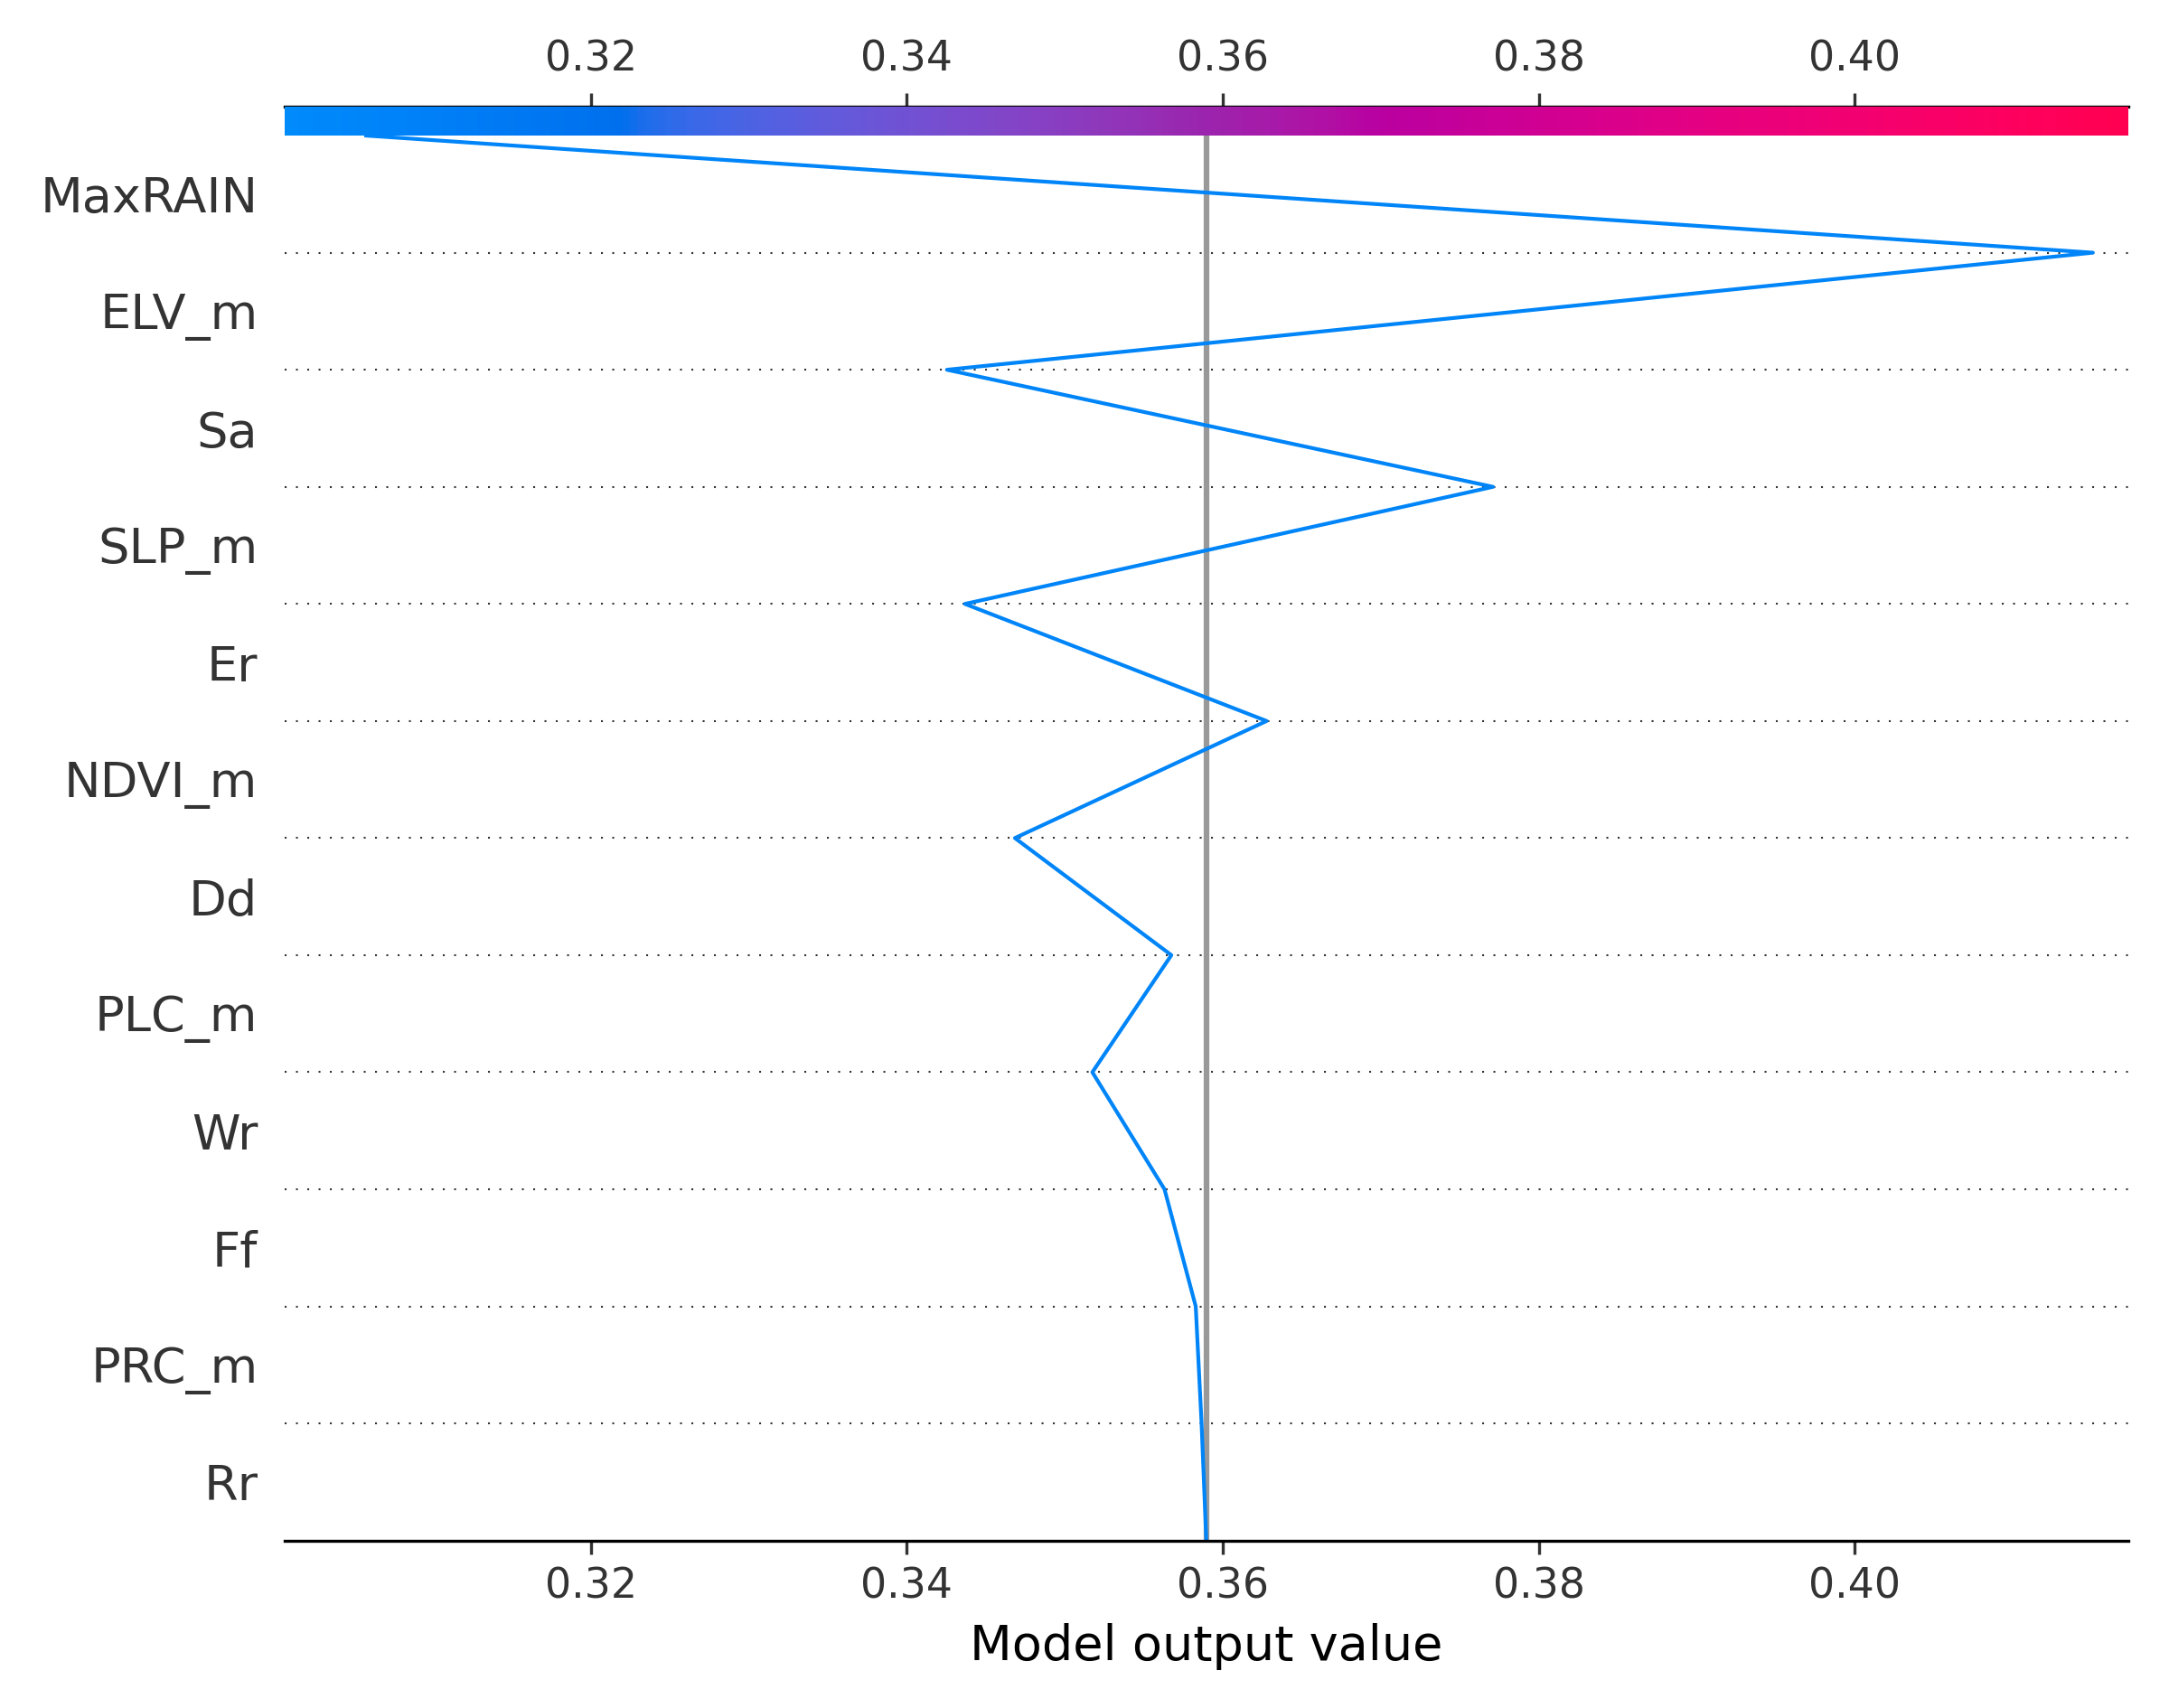 0.32 0.34 0.36 0.38 0.40
MaxRAIN
ELV_m
Sa
SLP_m
Er
NDVI_m
Dd
PLC_m
Wr
Ff
PRC_m
Rr
0.32 0.34 0.36 0.38 0.40
Model output value